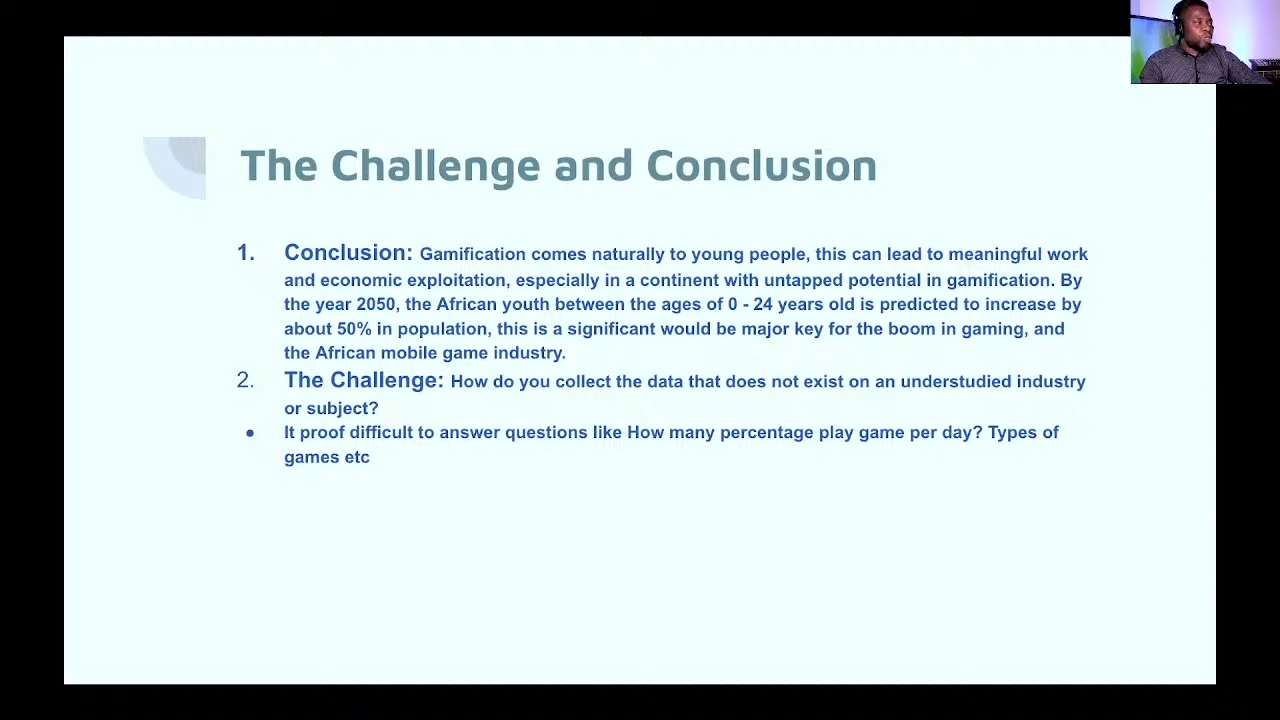 The Challenge and Conclusion
1. Conclusion: Gamification comes naturally to young people, this can lead to meaningful work
and economic exploitation, especially in a continent with untapped potential in gamification. By
the year 2050, the African youth between the ages of 0 - 24 years old is predicted to increase by
about 50% in population, this is a significant would be major key for the boom in gaming, and
the African mobile game industry.
2. The Challenge: How do you collect the data that does not exist on an understudied industry
or subject?
● It proof difficult to answer questions like How many percentage play game per day? Types of
games etc